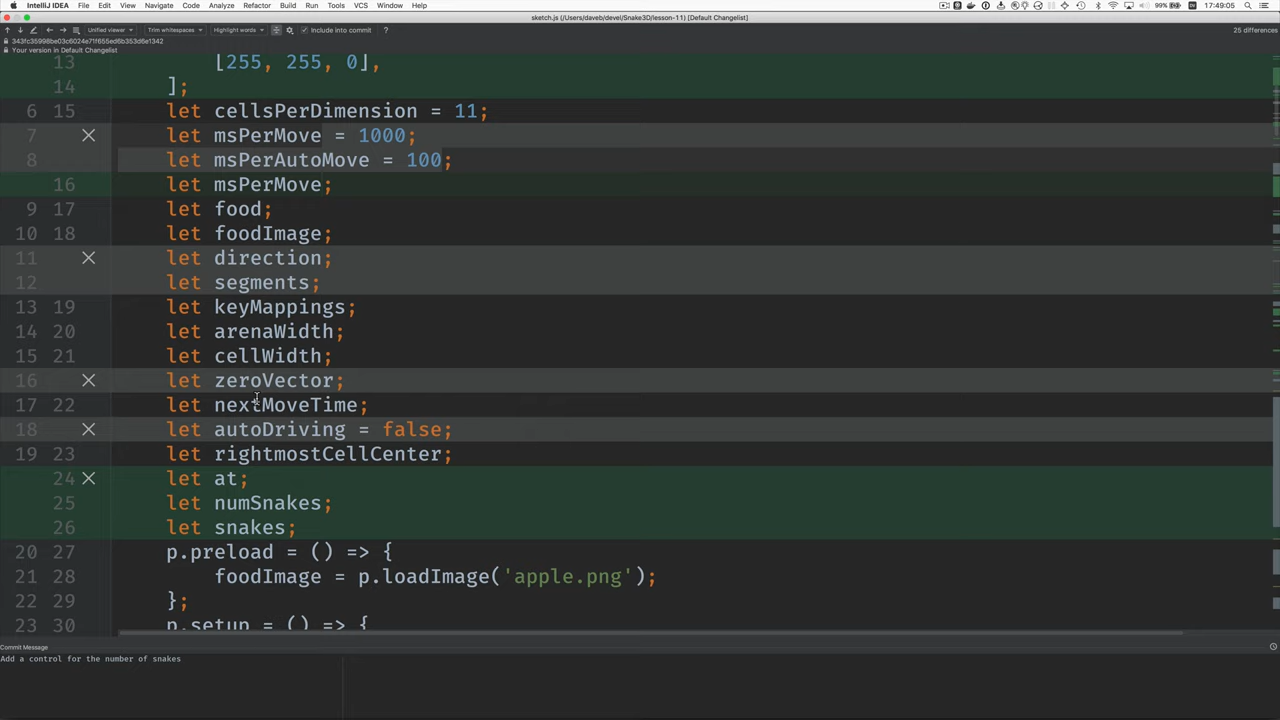 IntelliJ IDEA File Edit View Navigate Code Analyze Refactor Build Run Tools VCS Window Help 99% 17:49:05
sketch.js (/Users/daveb/devel/Snake3D/lesson-11) [Default Changelist]
Unified viewer Trim whitespaces Highlight words Include into commit ? 25 differences
Your version in Default Changelist
13 [255, 255, 0],
14 ];
6 15 let cellsPerDimension = 11;
7 let msPerMove = 1000;
8 let msPerAutoMove = 100;
16 let msPerMove;
9 17 let food;
10 18 let foodImage;
11 let direction;
12 let segments;
13 19 let keyMappings;
14 20 let arenaWidth;
15 21 let cellWidth;
16 let zeroVector;
17 22 let nextMoveTime;
18 let autoDriving = false;
19 23 let rightmostCellCenter;
24 let at;
25 let numSnakes;
26 let snakes;
20 27 p.preload = () => {
21 28 foodImage = p.loadImage('apple.png');
22 29 };
23 30 p.setup = () => {
Commit Message
Add a control for the number of snakes